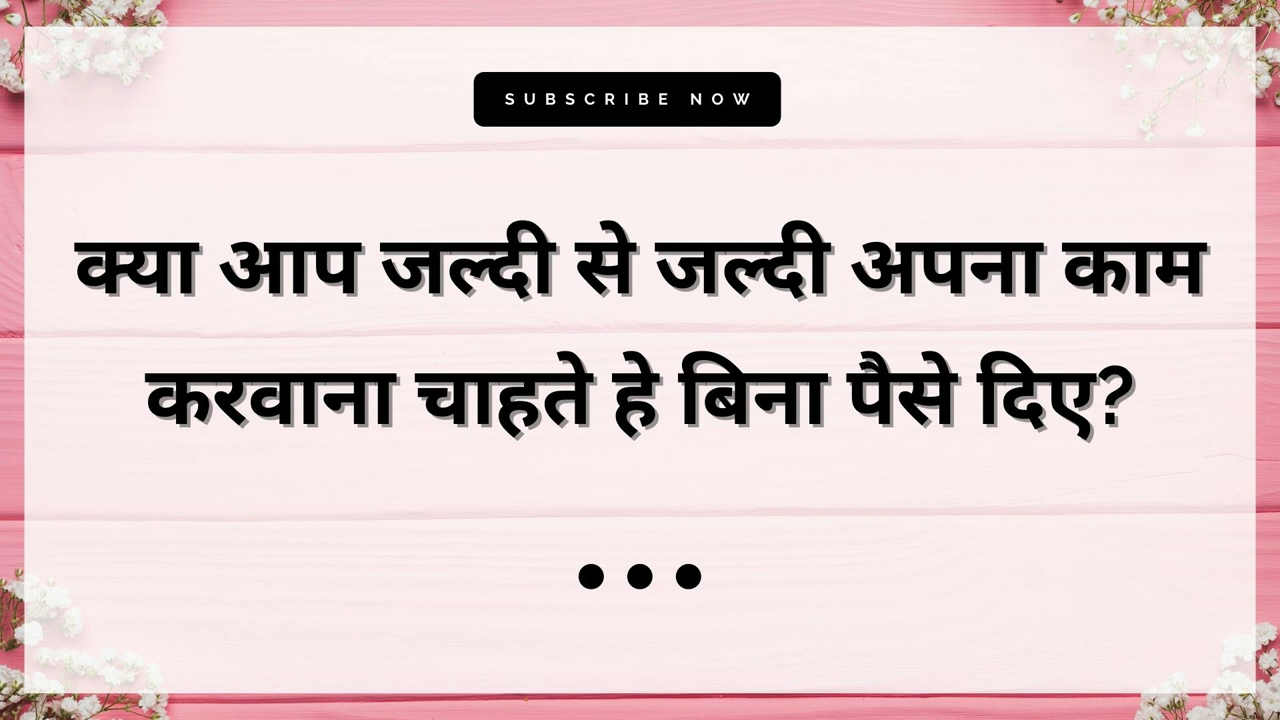 SUBSCRIBE NOW
क्या आप जल्दी से जल्दी अपना काम
करवाना चाहते हे बिना पैसे दिए?